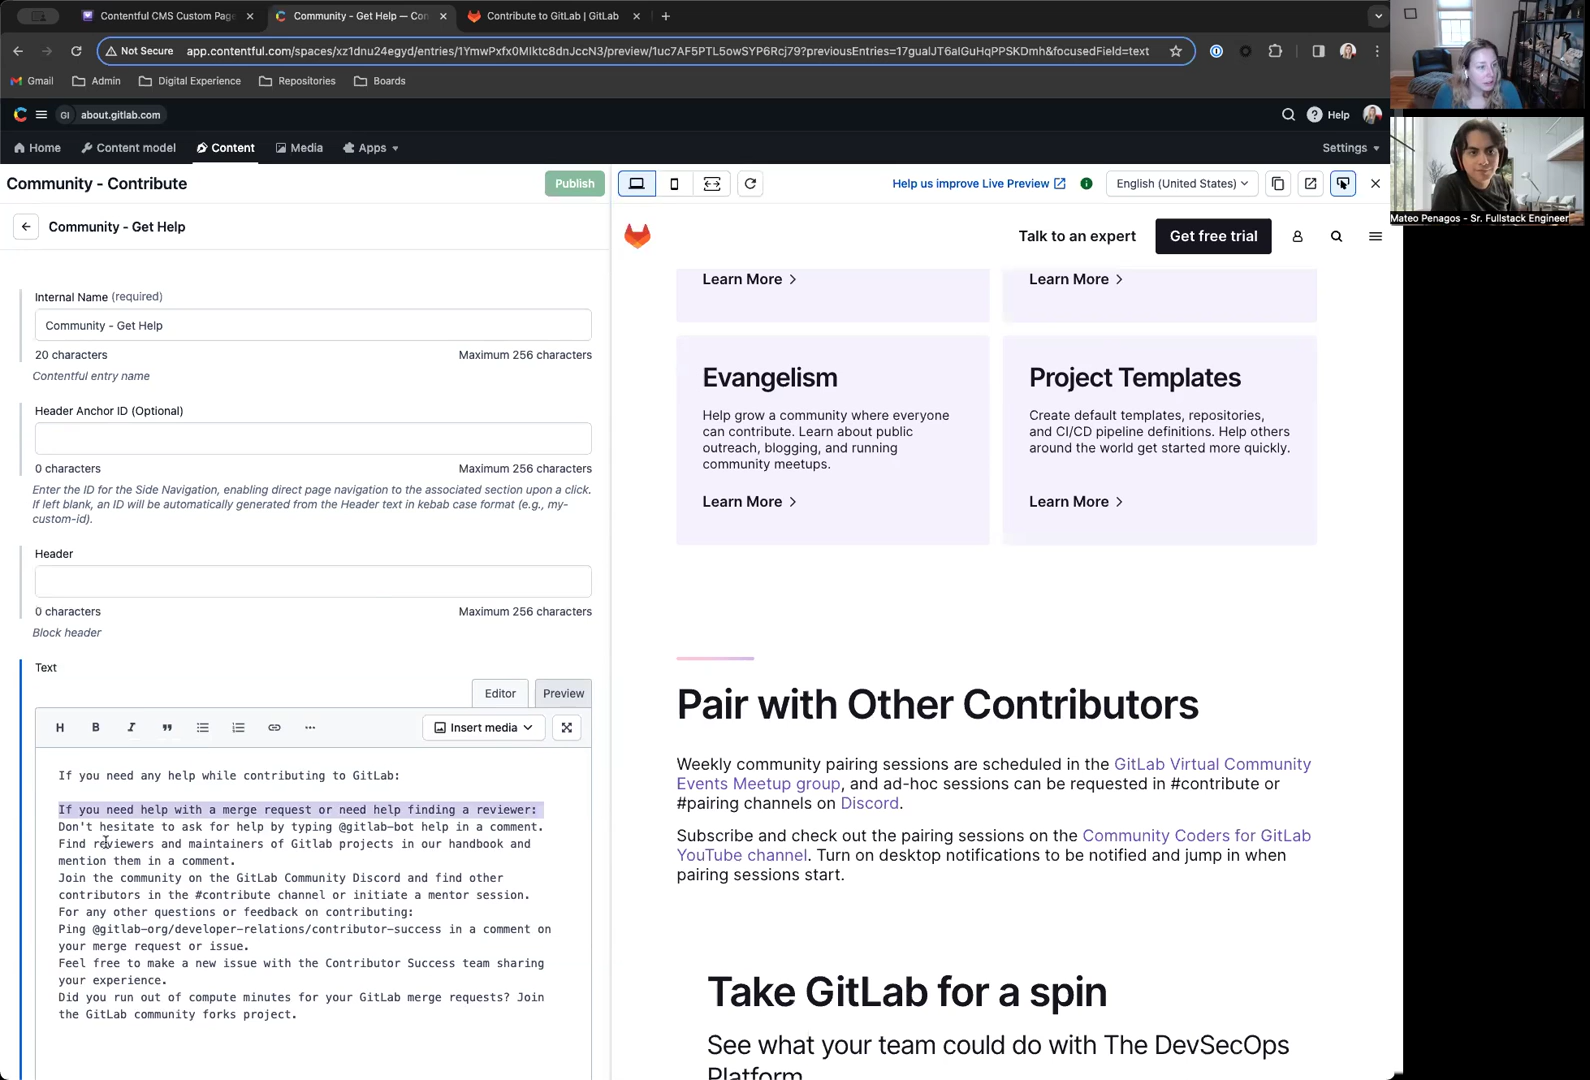 Contentful CMS Custom Page
Community - Get Help — Con
Contribute to GitLab | GitLab
Not Secure
app.contentful.com/spaces/xz1dnu24egyd/entries/1YmwPxfx0MIktc8dnJccN3/preview/1uc7AF5PTL5owSYP6Rcj79?previousEntries=17gualJT6alGuHqPPSKDmh&focusedField=text
Gmail
Admin
Digital Experience
Repositories
Boards
GI
about.gitlab.com
Help
Home
Content model
Content
Media
Apps
Settings
Community - Contribute
Publish
Help us improve Live Preview
English (United States)
Community - Get Help
Mateo Penagos - Sr. Fullstack Engineer
Talk to an expert
Get free trial
Internal Name (required)
Community - Get Help
20 characters
Maximum 256 characters
Contentful entry name
Header Anchor ID (Optional)
0 characters
Maximum 256 characters
Enter the ID for the Side Navigation, enabling direct page navigation to the associated section upon a click.
If left blank, an ID will be automatically generated from the Header text in kebab case format (e.g., my-
custom-id).
Header
0 characters
Maximum 256 characters
Block header
Text
Editor
Preview
H
B
I
Insert media
If you need any help while contributing to GitLab:
If you need help with a merge request or need help finding a reviewer:
Don't hesitate to ask for help by typing @gitlab-bot help in a comment.
Find reviewers and maintainers of Gitlab projects in our handbook and
mention them in a comment.
Join the community on the GitLab Community Discord and find other
contributors in the #contribute channel or initiate a mentor session.
For any other questions or feedback on contributing:
Ping @gitlab-org/developer-relations/contributor-success in a comment on
your merge request or issue.
Feel free to make a new issue with the Contributor Success team sharing
your experience.
Did you run out of compute minutes for your GitLab merge requests? Join
the GitLab community forks project.
Learn More
Learn More
Evangelism
Help grow a community where everyone
can contribute. Learn about public
outreach, blogging, and running
community meetups.
Learn More
Project Templates
Create default templates, repositories,
and CI/CD pipeline definitions. Help others
around the world get started more quickly.
Learn More
Pair with Other Contributors
Weekly community pairing sessions are scheduled in the GitLab Virtual Community
Events Meetup group, and ad-hoc sessions can be requested in #contribute or
#pairing channels on Discord.
Subscribe and check out the pairing sessions on the Community Coders for GitLab
YouTube channel. Turn on desktop notifications to be notified and jump in when
pairing sessions start.
Take GitLab for a spin
See what your team could do with The DevSecOps
Platform